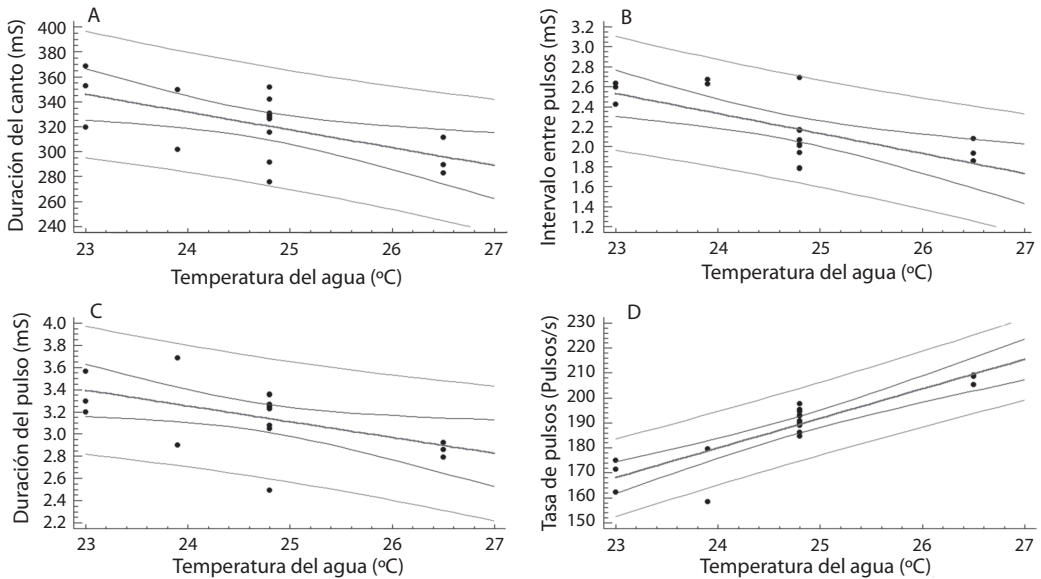 A
Duración del canto (mS)
400
380
360
340
320
300
280
260
240
23 24 25 26 27
Temperatura del agua (ºC)
B
Intervalo entre pulsos (mS)
3.2
3.0
2.8
2.6
2.4
2.2
2.0
1.8
1.6
1.4
1.2
23 24 25 26 27
Temperatura del agua (ºC)
C
Duración del pulso (mS)
4.0
3.8
3.6
3.4
3.2
3.0
2.8
2.6
2.4
2.2
23 24 25 26 27
Temperatura del agua (ºC)
D
Tasa de pulsos (Pulsos/s)
230
220
210
200
190
180
170
160
150
23 24 25 26 27
Temperatura del agua (ºC)